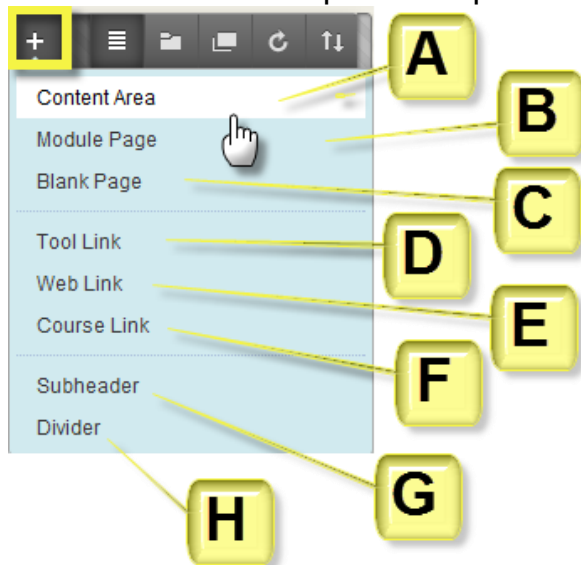 +
A
Content Area
B
Module Page
Blank Page
C
Tool Link
D
Web Link
E
Course Link
F
Subheader
Divider
G
H